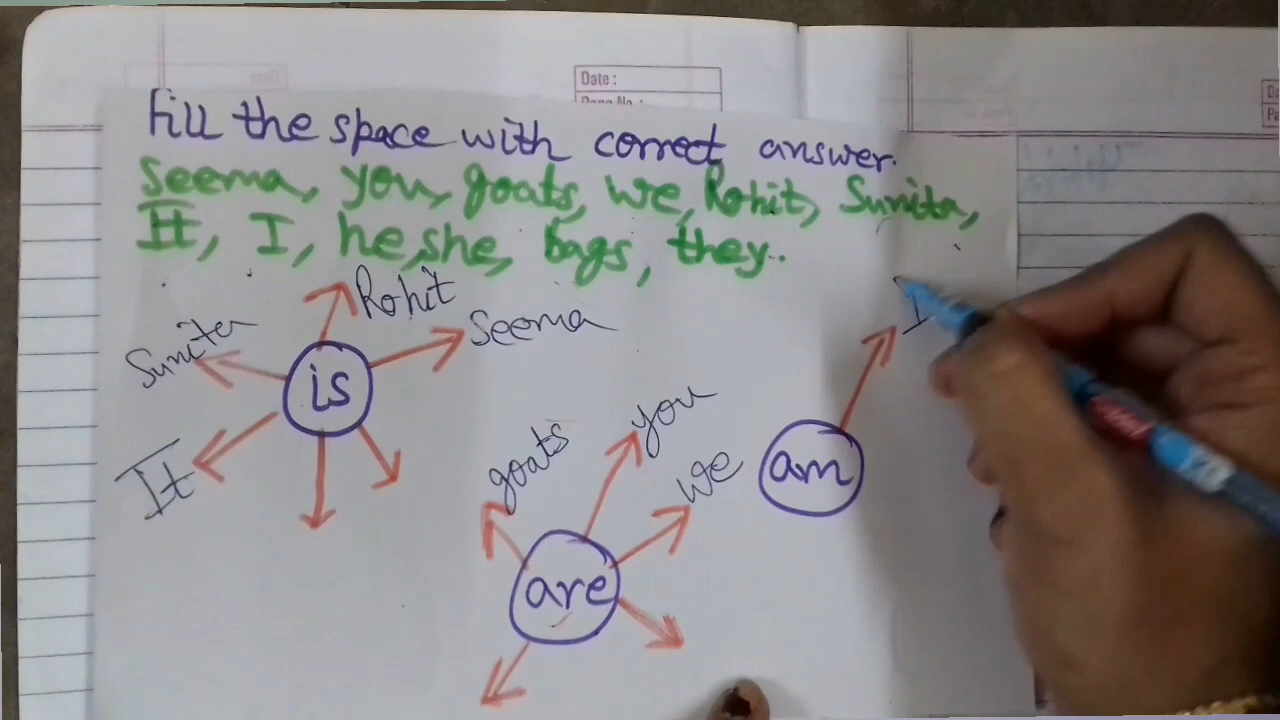 Date :
Fill the space with correct answer.
Seema, you, goats, we, Rohit, Sunita,
It, I, he, she, bags, they..
Rohit
Seema
Sunita
is
It
I
you
goats
we
am
are